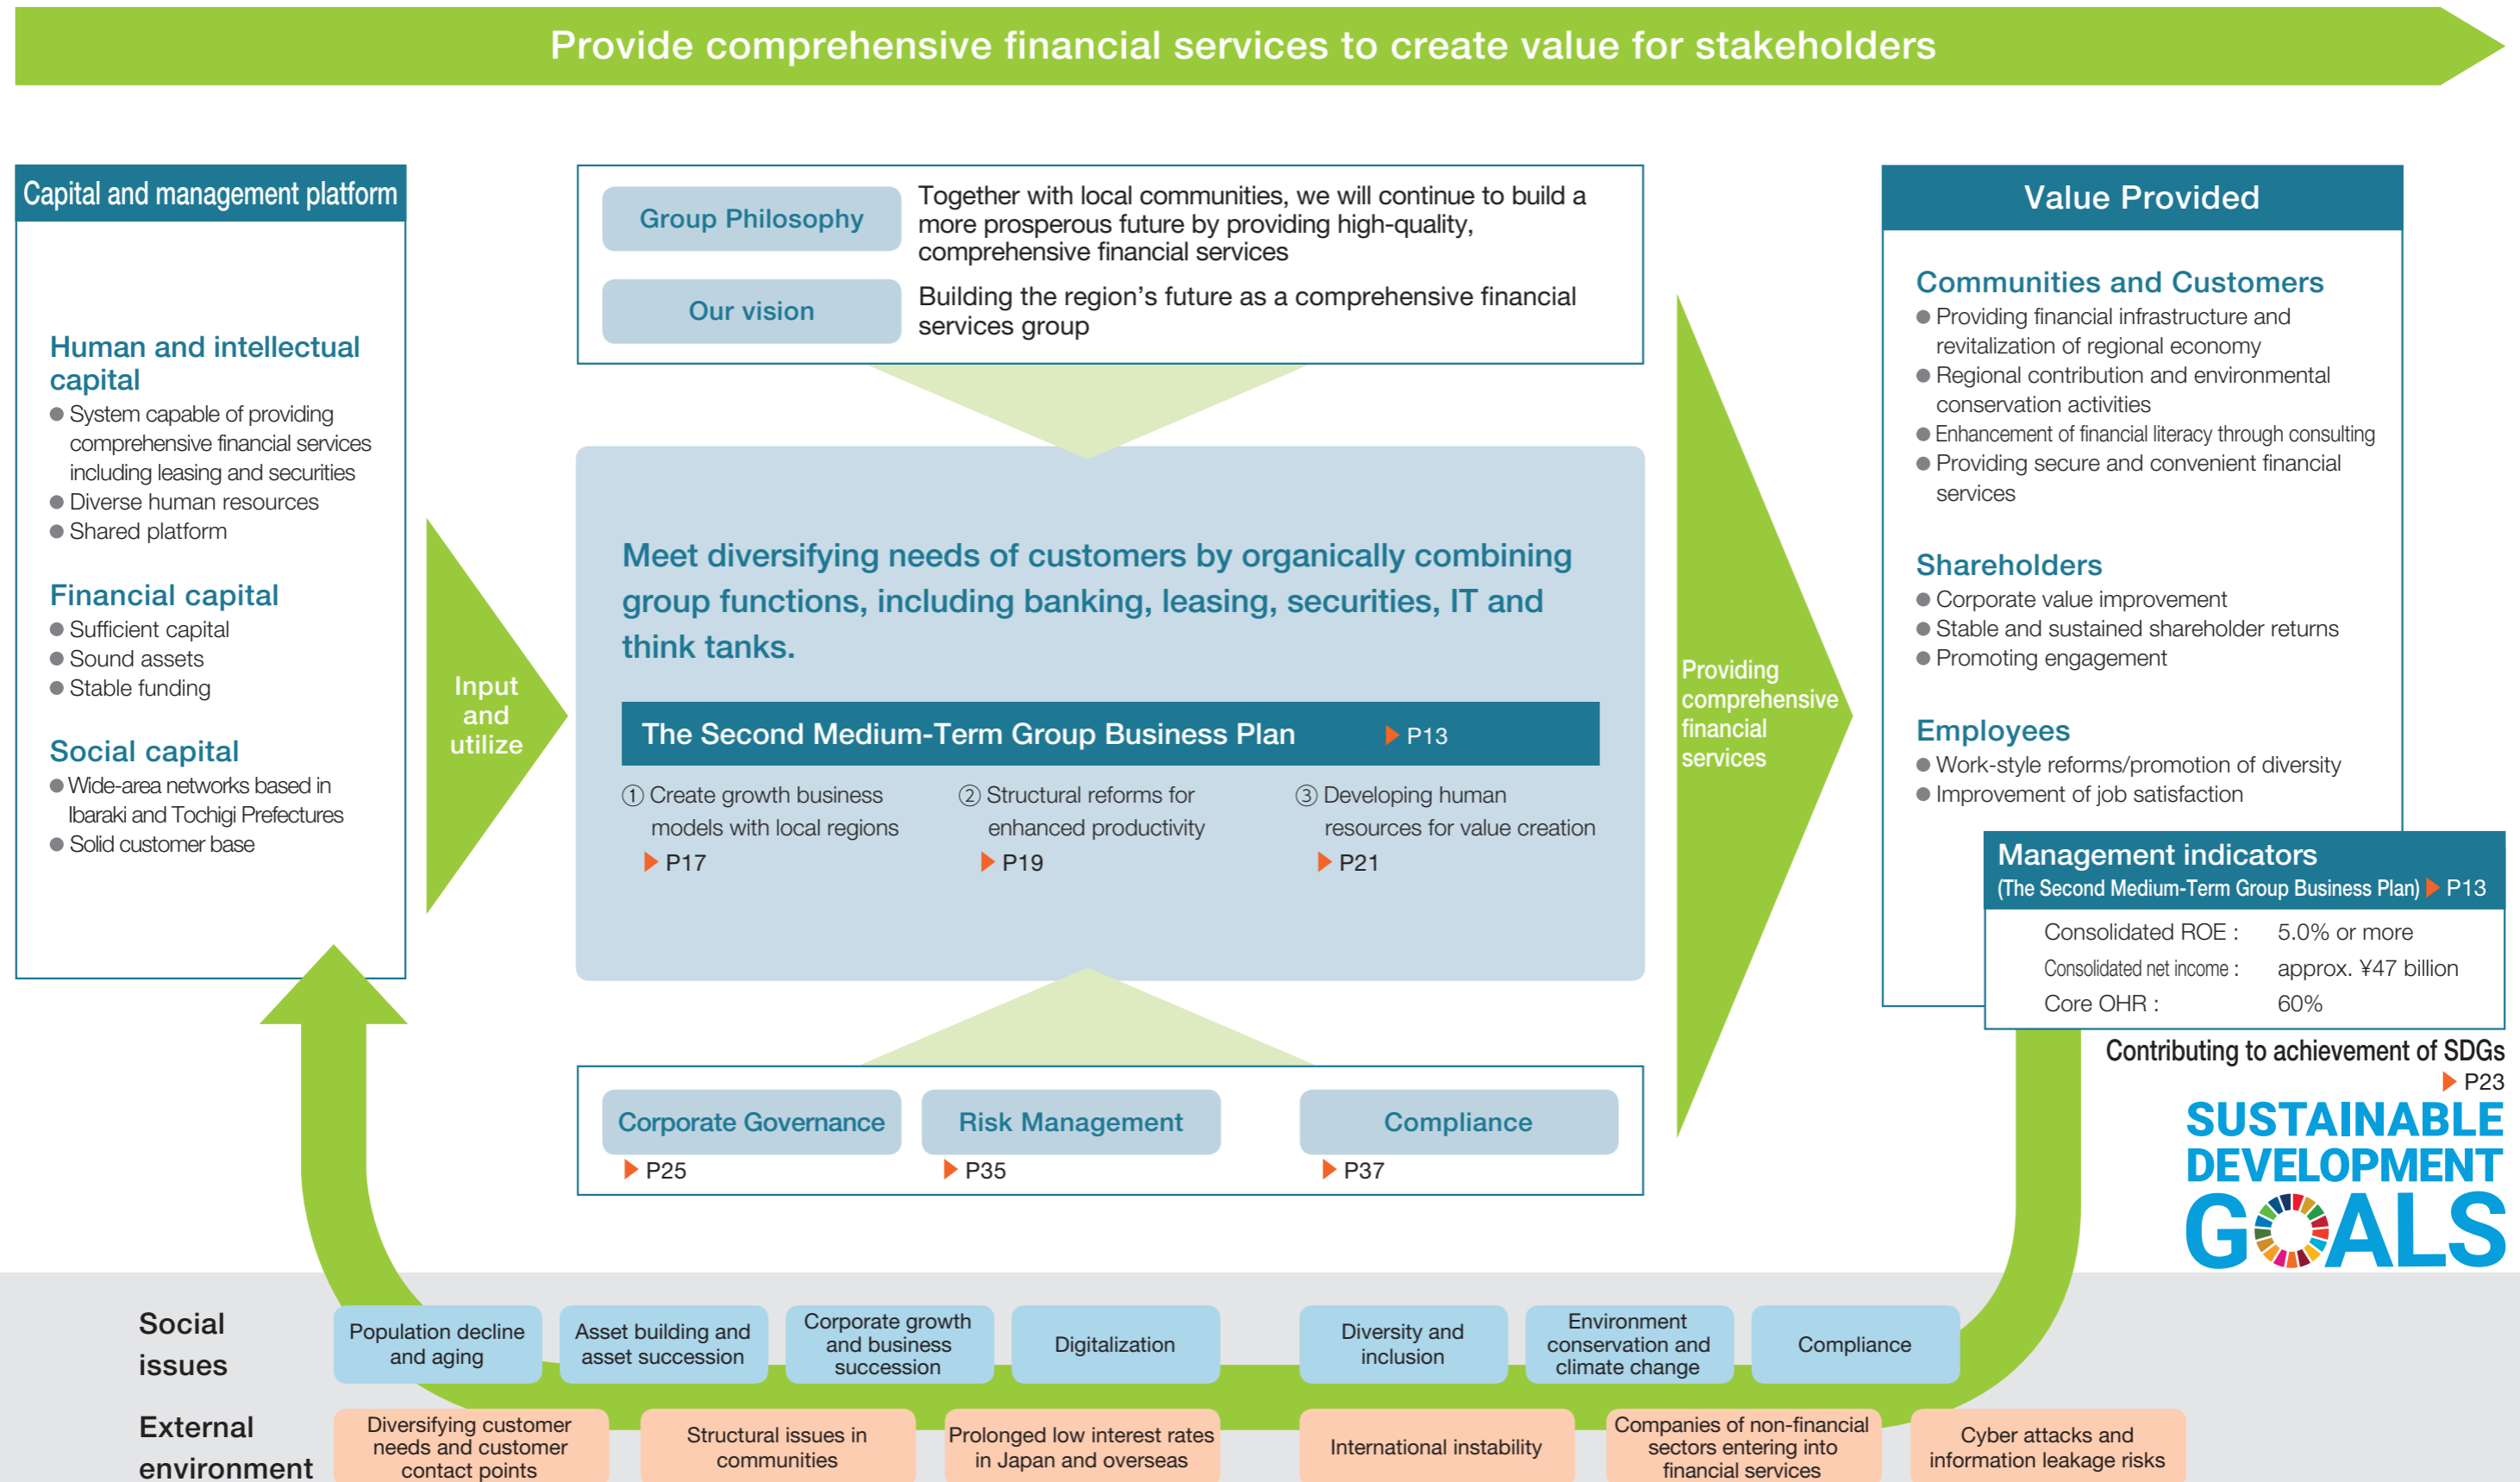 Provide comprehensive financial services to create value for stakeholders
Capital and management platform
Human and intellectual
capital
● System capable of providing
comprehensive financial services
including leasing and securities
● Diverse human resources
● Shared platform
Financial capital
● Sufficient capital
● Sound assets
● Stable funding
Social capital
● Wide-area networks based in
Ibaraki and Tochigi Prefectures
● Solid customer base
Input
and
utilize
Group Philosophy
Together with local communities, we will continue to build a
more prosperous future by providing high-quality,
comprehensive financial services
Our vision
Building the region’s future as a comprehensive financial
services group
Meet diversifying needs of customers by organically combining
group functions, including banking, leasing, securities, IT and
think tanks.
The Second Medium-Term Group Business Plan ▶ P13
① Create growth business
models with local regions
▶ P17
② Structural reforms for
enhanced productivity
▶ P19
③ Developing human
resources for value creation
▶ P21
Corporate Governance
▶ P25
Risk Management
▶ P35
Compliance
▶ P37
Providing
comprehensive
financial
services
Value Provided
Communities and Customers
● Providing financial infrastructure and
revitalization of regional economy
● Regional contribution and environmental
conservation activities
● Enhancement of financial literacy through consulting
● Providing secure and convenient financial
services
Shareholders
● Corporate value improvement
● Stable and sustained shareholder returns
● Promoting engagement
Employees
● Work-style reforms/promotion of diversity
● Improvement of job satisfaction
Management indicators
(The Second Medium-Term Group Business Plan) ▶ P13
Consolidated ROE : 5.0% or more
Consolidated net income : approx. ¥47 billion
Core OHR : 60%
Contributing to achievement of SDGs
▶ P23
SUSTAINABLE
DEVELOPMENT
GOALS
Social
issues
Population decline
and aging
Asset building and
asset succession
Corporate growth
and business
succession
Digitalization
Diversity and
inclusion
Environment
conservation and
climate change
Compliance
External
environment
Diversifying customer
needs and customer
contact points
Structural issues in
communities
Prolonged low interest rates
in Japan and overseas
International instability
Companies of non-financial
sectors entering into
financial services
Cyber attacks and
information leakage risks